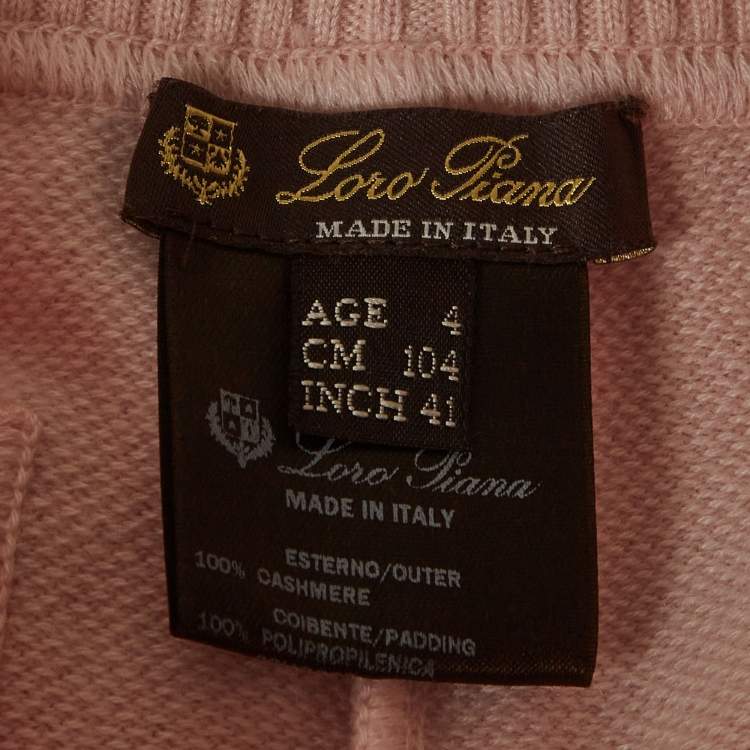 Loro Piana
MADE IN ITALY
AGE 4
CM 104
INCH 41
Loro Piana
MADE IN ITALY
ESTERNO/OUTER
100% CASHMERE
COIBENTE/PADDING
100% POLIPROPILENICA